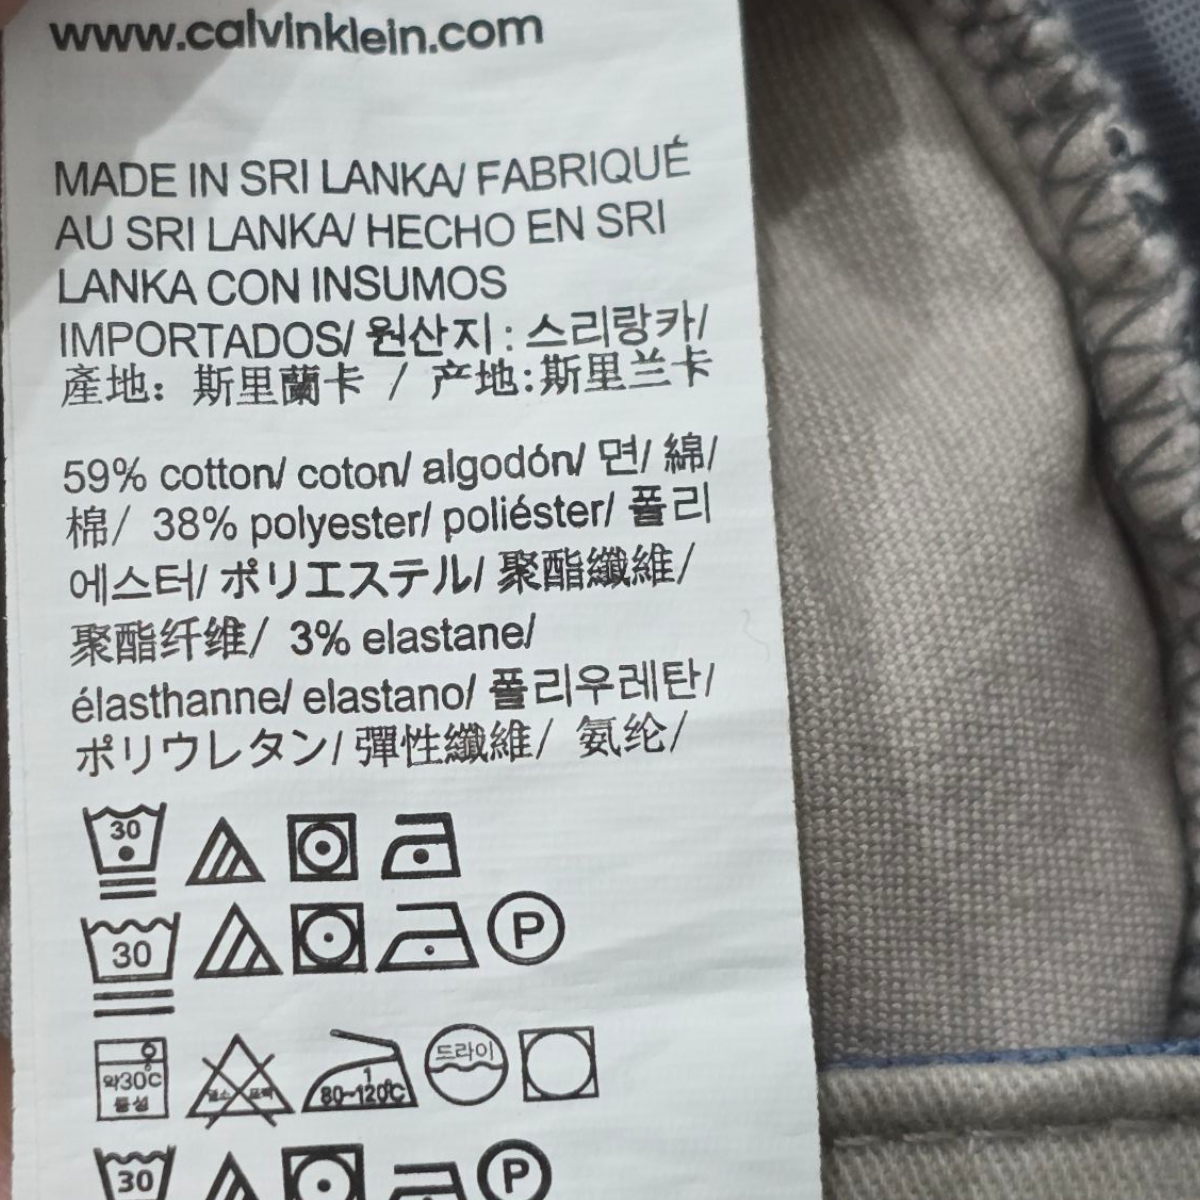 www.calvinklein.com
MADE IN SRI LANKA/ FABRIQUÉ
AU SRI LANKA/ HECHO EN SRI
LANKA CON INSUMOS
IMPORTADOS/ 원산지 : 스리랑카/
產地: 斯里蘭卡 / 产地:斯里兰卡
59% cotton/ coton/ algodón/ 면/ 綿/
棉/ 38% polyester/ poliéster/ 폴리
에스터/ ポリエステル/ 聚酯纖維/
聚酯纤维/ 3% elastane/
élasthanne/ elastano/ 폴리우레탄/
ポリウレタン/ 彈性纖維/ 氨纶/
30
30 P
약30℃ 1 드라이
중성 80~120℃
30 P